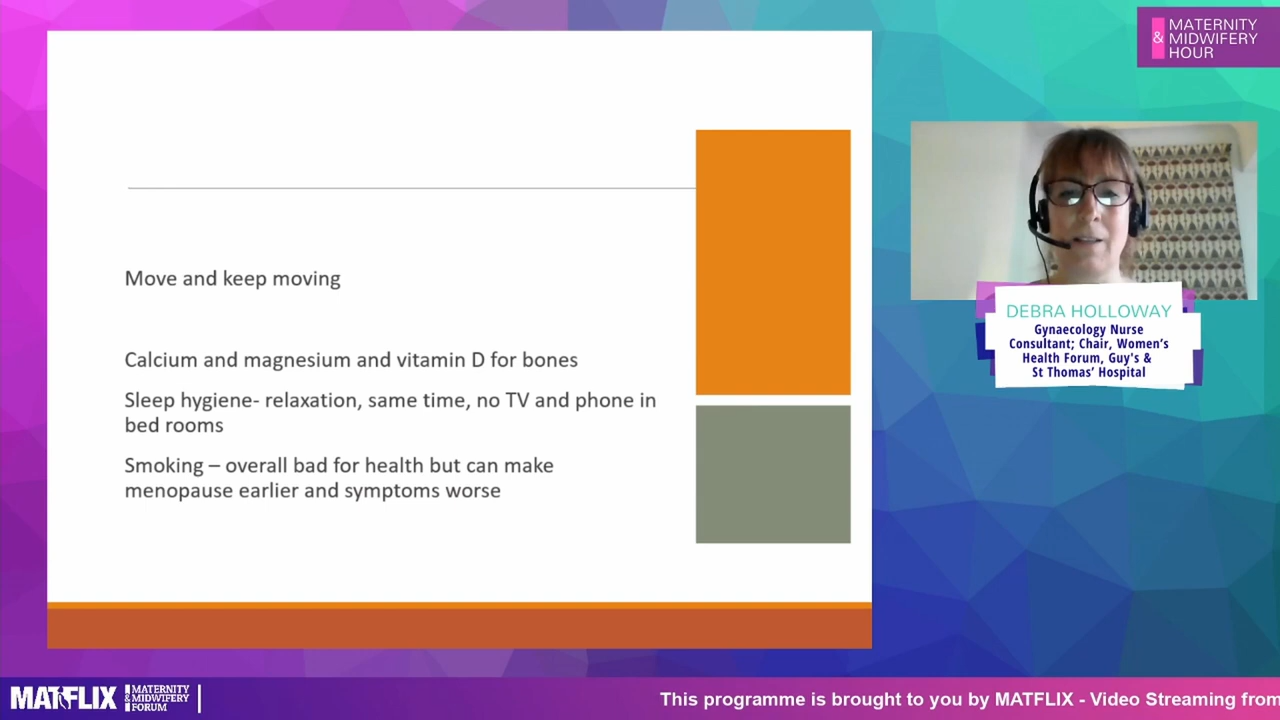 MATERNITY
& MIDWIFERY
HOUR
Move and keep moving
Calcium and magnesium and vitamin D for bones
Sleep hygiene- relaxation, same time, no TV and phone in
bed rooms
Smoking – overall bad for health but can make
menopause earlier and symptoms worse
DEBRA HOLLOWAY
Gynaecology Nurse
Consultant; Chair, Women’s
Health Forum, Guy's &
St Thomas’ Hospital
MATFLIX
MATERNITY
& MIDWIFERY
FORUM
This programme is brought to you by MATFLIX - Video Streaming from